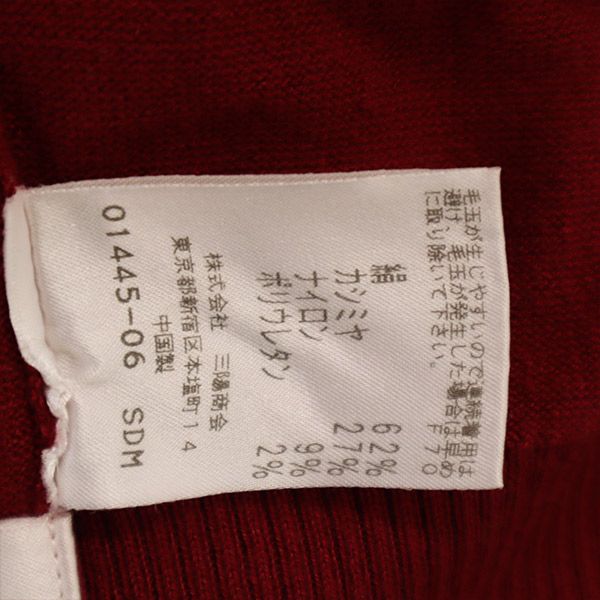 毛玉が生じやすいので連続着用は
避け、毛玉が発生した場合は早め
に取り除いて下さい。 F70
絹 62%
カシミヤ 27%
ナイロン 9%
ポリウレタン 2%
株式会社 三陽商会
東京都新宿区本塩町14
中国製
01445-06 SDM